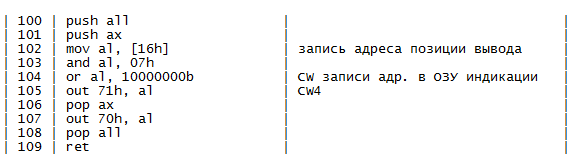 | 100 | push all | |
| 101 | push ax | |
| 102 | mov al, [16h] | запись адреса позиции вывода |
| 103 | and al, 07h | |
| 104 | or al, 10000000b | CW записи адр. в ОЗУ индикации |
| 105 | out 71h, al | CW4 |
| 106 | pop ax | |
| 107 | out 70h, al | |
| 108 | pop all | |
| 109 | ret | |